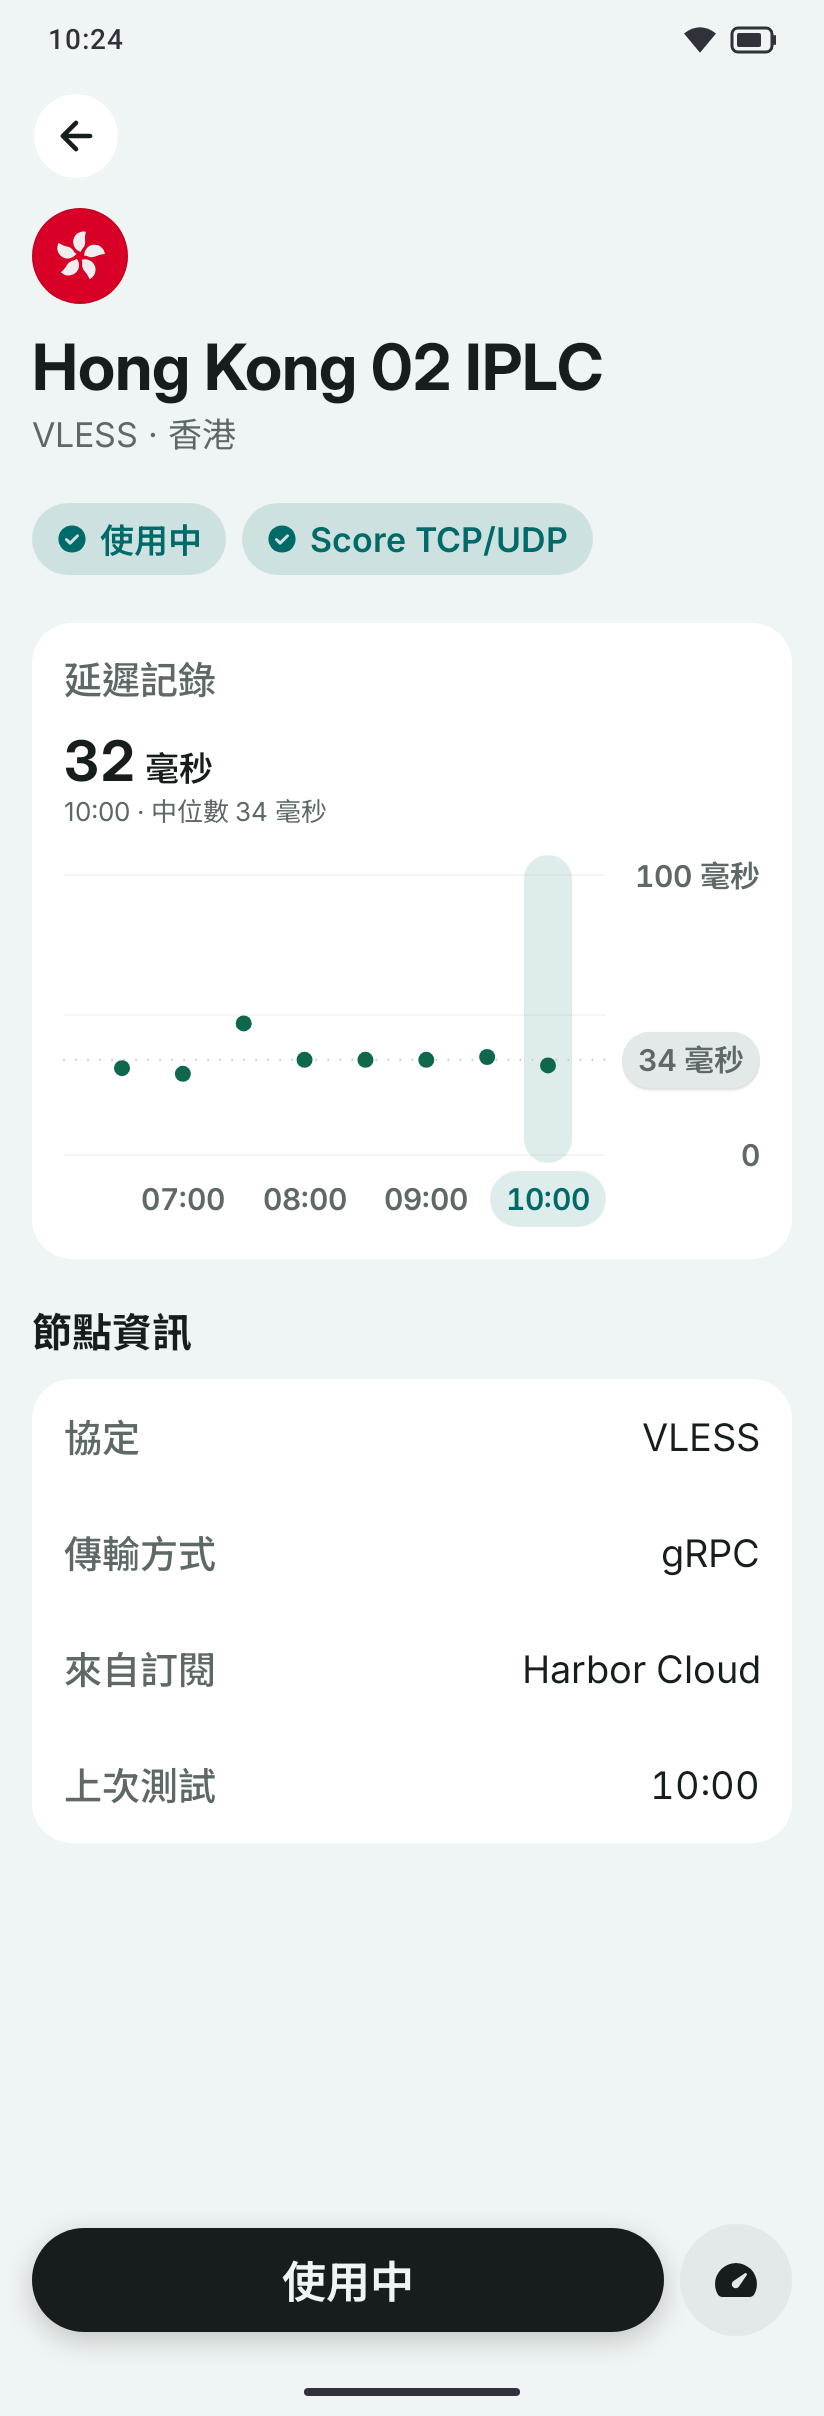 10:24
Hong Kong 02 IPLC
VLESS · 香港
使用中
Score TCP/UDP
延遲記錄
32 毫秒
10:00 · 中位數 34 毫秒
100 毫秒
34 毫秒
0
07:00 08:00 09:00 10:00
節點資訊
協定 VLESS
傳輸方式 gRPC
來自訂閱 Harbor Cloud
上次測試 10:00
使用中